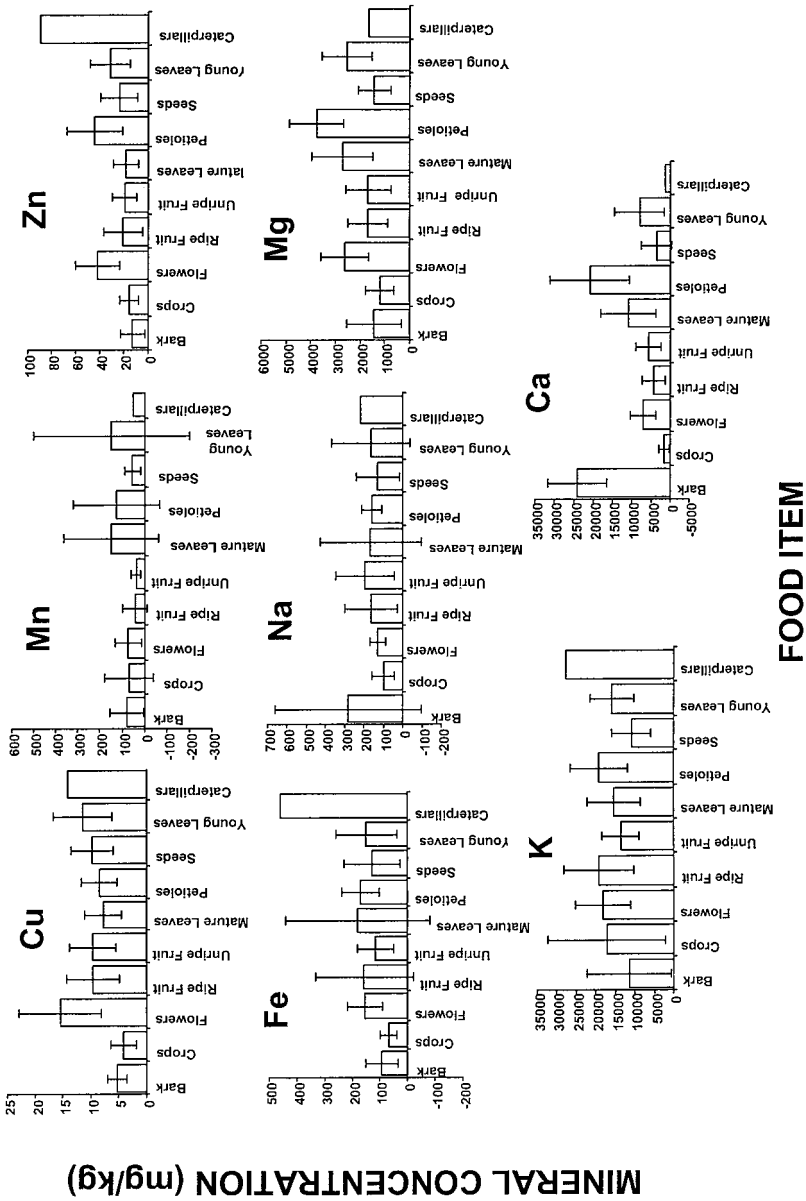 MINERAL CONCENTRATION (mg/kg)
Cu
25
20
15
10
5
0
Bark
Crops
Flowers
Ripe Fruit
Unripe Fruit
Mature Leaves
Petioles
Seeds
Young Leaves
Caterpillars
Mn
600
500
400
300
200
100
0
-100
-200
-300
Bark
Crops
Flowers
Ripe Fruit
Unripe Fruit
Mature Leaves
Petioles
Seeds
Young
Leaves
Caterpillars
Zn
100
80
60
40
20
0
Bark
Crops
Flowers
Ripe Fruit
Unripe Fruit
lature Leaves
Petioles
Seeds
Young Leaves
Caterpillars
Fe
500
400
300
200
100
0
-100
-200
Bark
Crops
Flowers
Ripe Fruit
Unripe Fruit
Mature Leaves
Petioles
Seeds
Young Leaves
Caterpillars
Na
700
600
500
400
300
200
100
0
-100
-200
Bark
Crops
Flowers
Ripe Fruit
Unripe Fruit
Mature Leaves
Petioles
Seeds
Young Leaves
Caterpillars
Mg
6000
5000
4000
3000
2000
1000
0
Bark
Crops
Flowers
Ripe Fruit
Unripe Fruit
Mature Leaves
Petioles
Seeds
Young Leaves
Caterpillars
K
35000
30000
25000
20000
15000
10000
5000
0
Bark
Crops
Flowers
Ripe Fruit
Unripe Fruit
Mature Leaves
Petioles
Seeds
Young Leaves
Caterpillars
Ca
35000
30000
25000
20000
15000
10000
5000
0
-5000
Bark
Crops
Flowers
Ripe Fruit
Unripe Fruit
Mature Leaves
Petioles
Seeds
Young Leaves
Caterpillars
FOOD ITEM